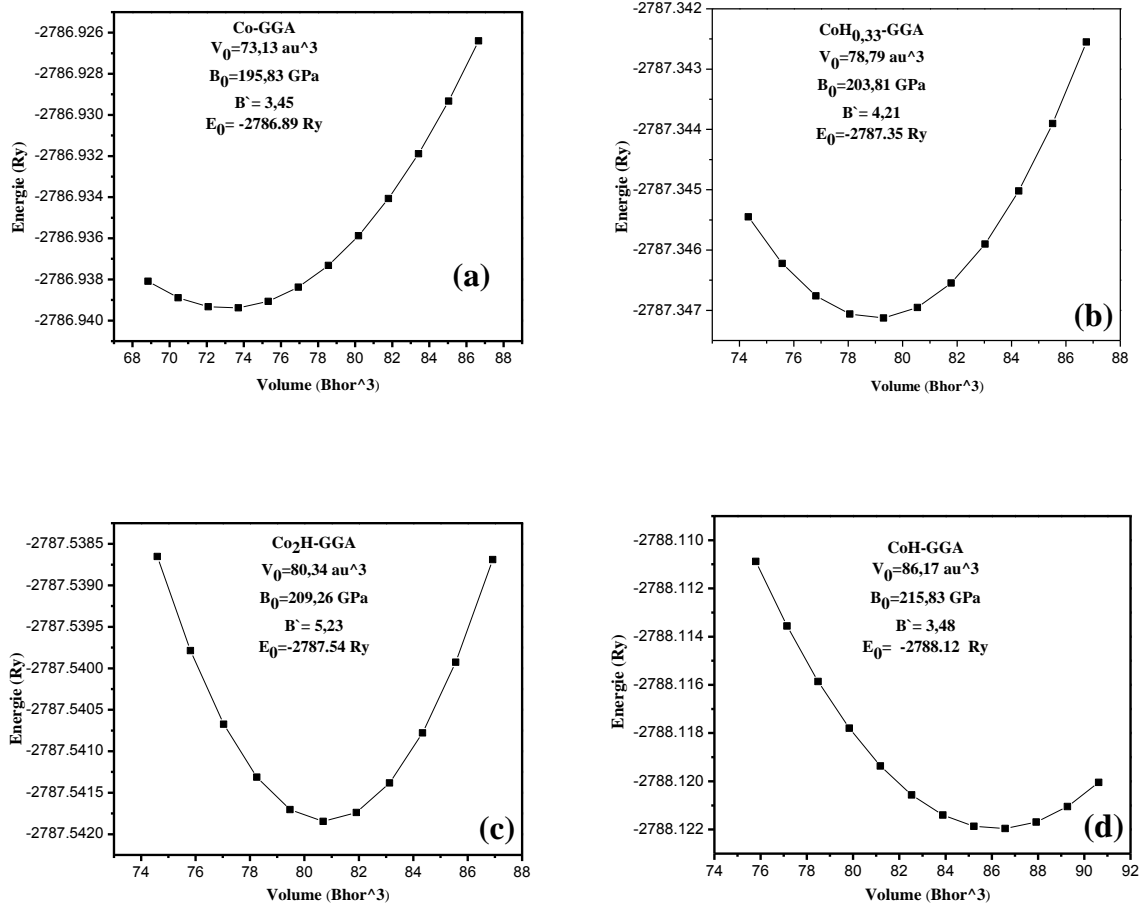 Co-GGA
V0=73,13 au^3
B0=195,83 GPa
B`= 3,45
E0= -2786.89 Ry
(a)
-2786.926
-2786.928
-2786.930
-2786.932
-2786.934
-2786.936
-2786.938
-2786.940
Energie (Ry)
68 70 72 74 76 78 80 82 84 86 88
Volume (Bhor^3)
CoH0,33-GGA
V0=78,79 au^3
B0=203,81 GPa
B`= 4,21
E0=-2787.35 Ry
(b)
-2787.342
-2787.343
-2787.344
-2787.345
-2787.346
-2787.347
Energie (Ry)
74 76 78 80 82 84 86 88
Volume (Bhor^3)
Co2H-GGA
V0=80,34 au^3
B0=209,26 GPa
B`= 5,23
E0=-2787.54 Ry
(c)
-2787.5385
-2787.5390
-2787.5395
-2787.5400
-2787.5405
-2787.5410
-2787.5415
-2787.5420
Energie (Ry)
74 76 78 80 82 84 86 88
Volume (Bhor^3)
CoH-GGA
V0=86,17 au^3
B0=215,83 GPa
B`= 3,48
E0= -2788.12 Ry
(d)
-2788.110
-2788.112
-2788.114
-2788.116
-2788.118
-2788.120
-2788.122
Energie (Ry)
74 76 78 80 82 84 86 88 90 92
Volume (Bhor^3)